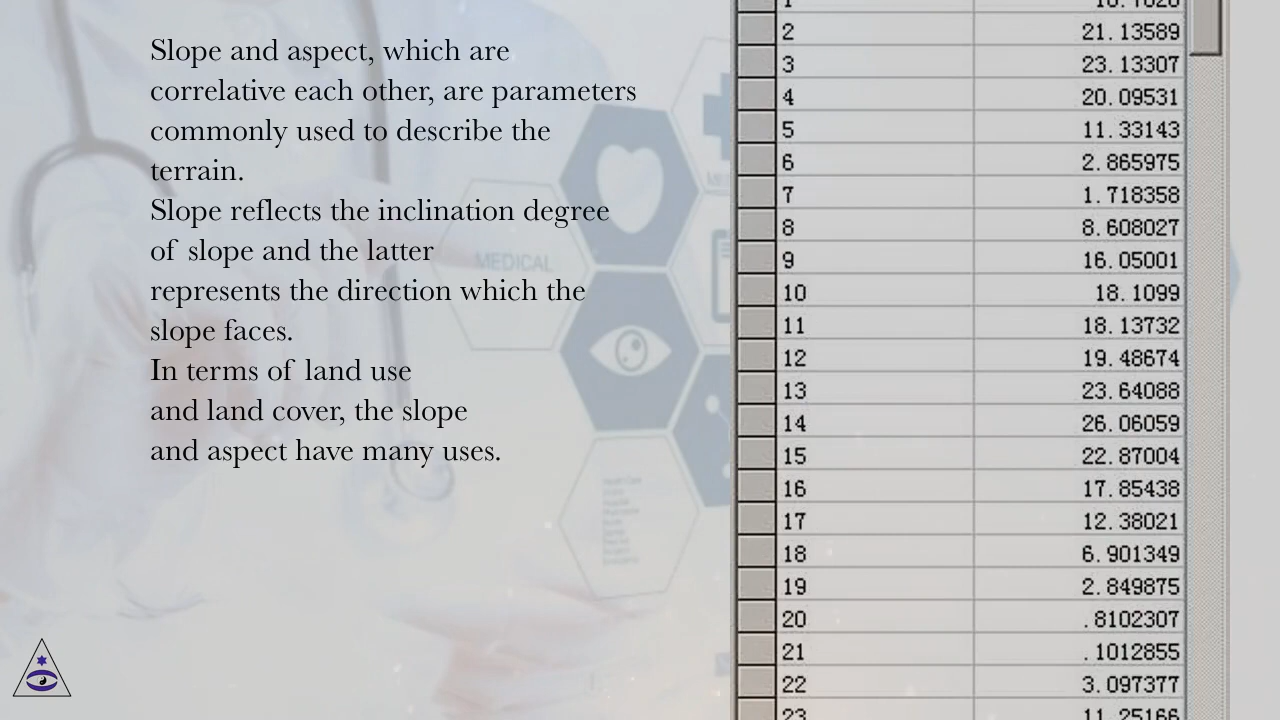 Slope and aspect, which are
correlative each other, are parameters
commonly used to describe the
terrain.
Slope reflects the inclination degree
of slope and the latter
represents the direction which the
slope faces.
In terms of land use
and land cover, the slope
and aspect have many uses.
MEDICAL
2 21.13589
3 23.13307
4 20.09531
5 11.33143
6 2.865975
7 1.718358
8 8.608027
9 16.05001
10 18.1099
11 18.13732
12 19.48674
13 23.64088
14 26.06059
15 22.87004
16 17.85438
17 12.38021
18 6.901349
19 2.849875
20 .8102307
21 .1012855
22 3.097377
23 11.25166